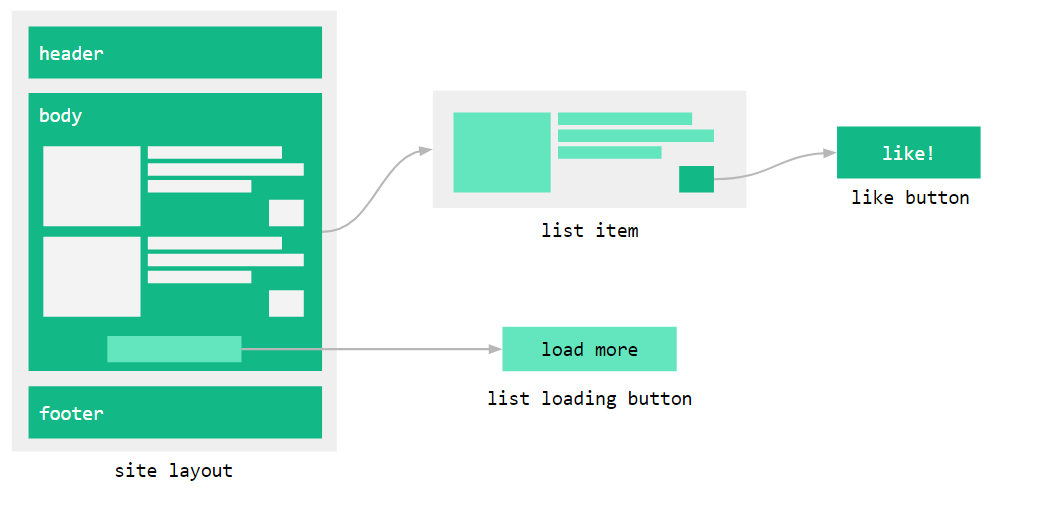 header
body
footer
site layout
list item
like!
like button
load more
list loading button